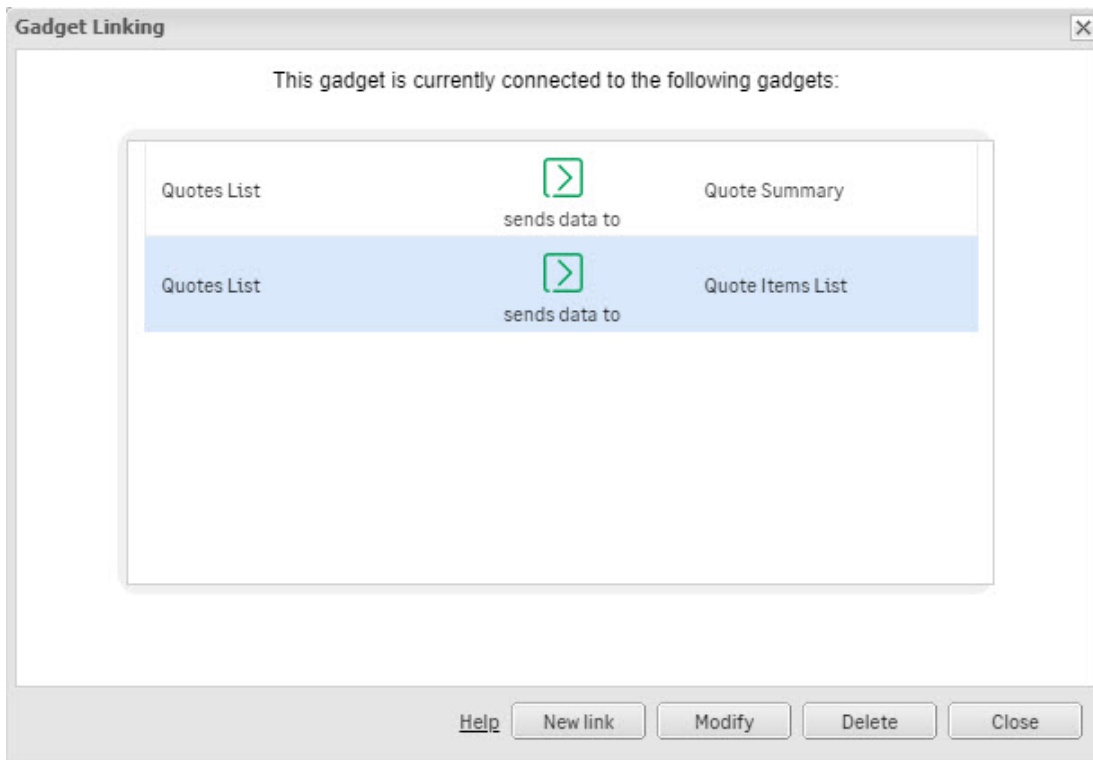 Gadget Linking
This gadget is currently connected to the following gadgets:
Quotes List
sends data to
Quote Summary
Quotes List
sends data to
Quote Items List
Help New link Modify Delete Close